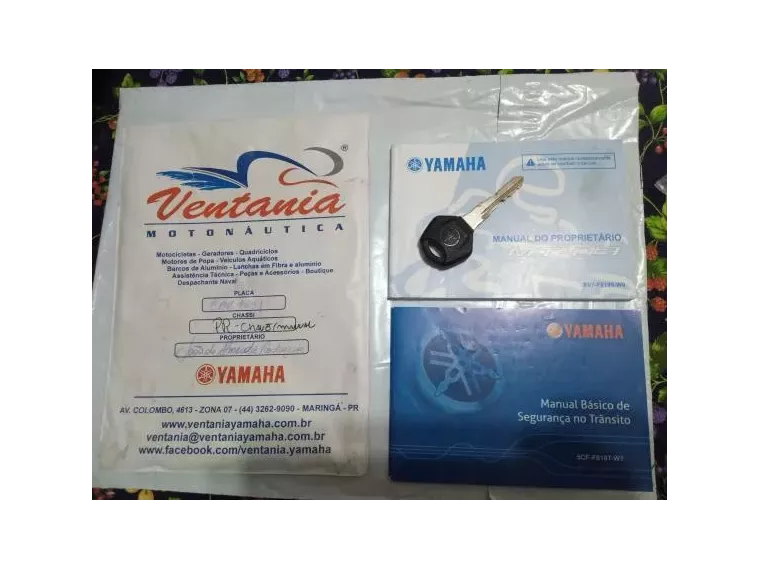 Ventania
®
MOTONÁUTICA
Motocicletas - Geradores - Quadriciclos
Motores de Popa - Veículos Aquáticos
Barcos de Alumínio - Lanchas em Fibra e alumínio
Assistência Técnica - Peças e Acessórios - Boutique
Despachante Naval
PLACA
CHASSI
PROPRIETÁRIO
YAMAHA
AV. COLOMBO, 4613 - ZONA 07 - (44) 3262-9090 - MARINGÁ - PR
www.ventaniayamaha.com.br
ventania@ventaniayamaha.com.br
www.facebook.com/ventania.yamaha
YAMAHA
MANUAL DO PROPRIETÁRIO
YAMAHA
Manual Básico de
Segurança no Trânsito